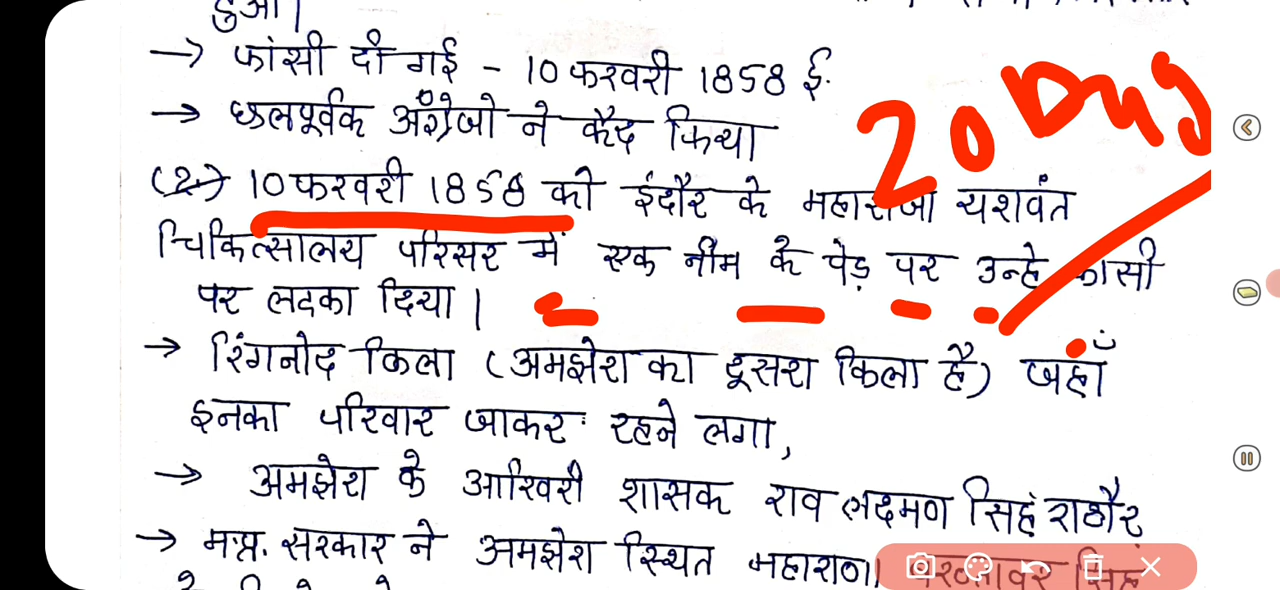 हुआ।
→ फांसी दी गई - 10 फरवरी 1858 ई.
→ छलपूर्वक अंग्रेजो ने कैद किया
20 Days
(2) 10 फरवरी 1858 को इंदौर के महाराजा यशवंत
चिकित्सालय परिसर में एक नीम के पेड़ पर उन्हे फासी
पर लटका दिया।
→ रिंगनोद किला (अमझेरा का दूसरा किला है) जहाँ
इनका परिवार जाकर रहने लगा,
→ अमझेरा के आखिरी शासक राव लक्ष्मण सिहं राठौर
→ म.प्र. सरकार ने अमझेरा स्थित महाराणा बख्तावर सिहं